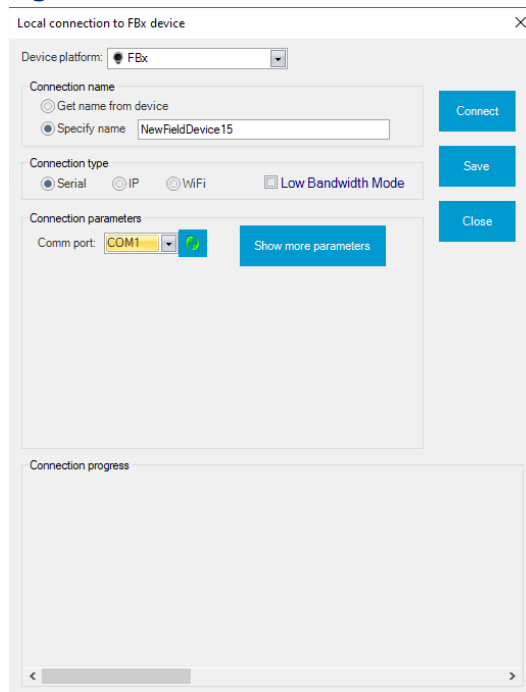 Local connection to FBx device
Device platform: FBx
Connection name
Get name from device
Specify name NewFieldDevice15
Connect
Connection type
Serial IP WiFi Low Bandwidth Mode
Save
Connection parameters
Comm port: COM1 Show more parameters
Close
Connection progress